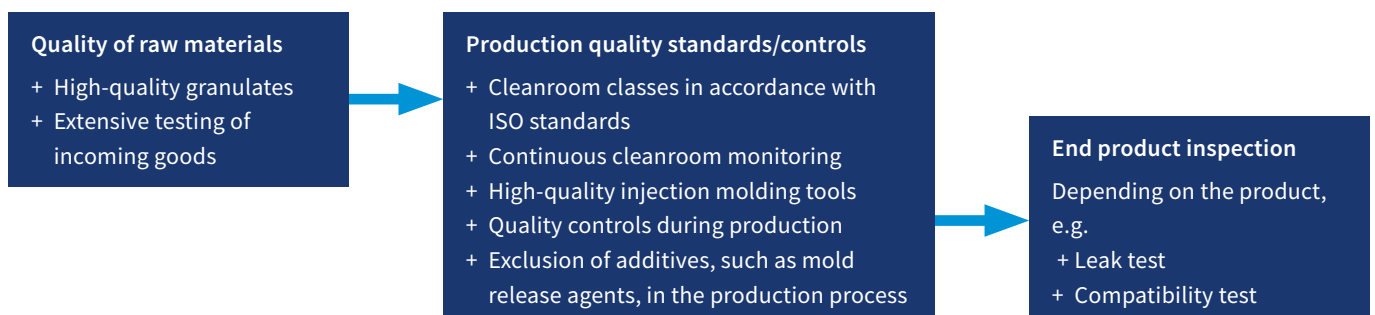 Quality of raw materials
+ High-quality granulates
+ Extensive testing of
incoming goods
Production quality standards/controls
+ Cleanroom classes in accordance with
ISO standards
+ Continuous cleanroom monitoring
+ High-quality injection molding tools
+ Quality controls during production
+ Exclusion of additives, such as mold
release agents, in the production process
End product inspection
Depending on the product,
e.g.
+ Leak test
+ Compatibility test